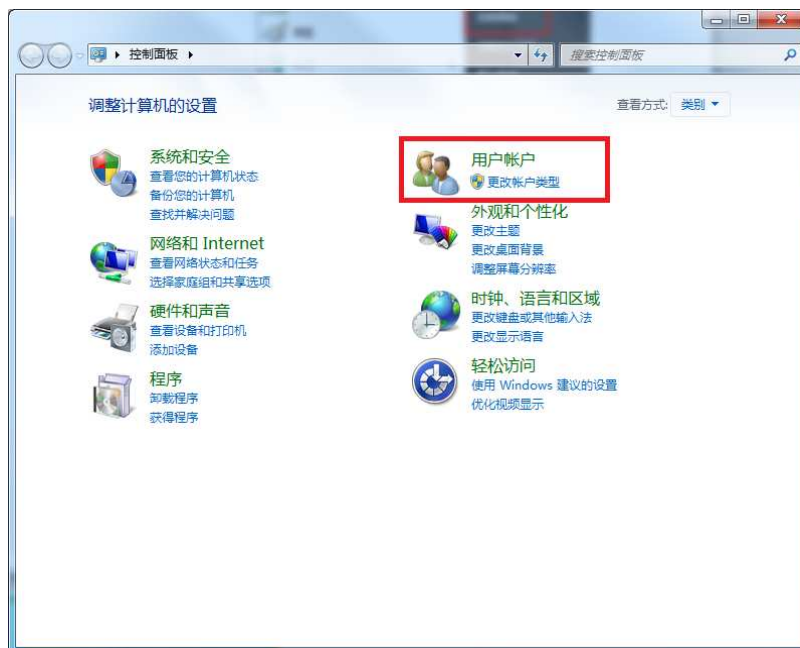 控制面板
搜索控制面板
调整计算机的设置
查看方式: 类别
系统和安全
查看您的计算机状态
备份您的计算机
查找并解决问题
网络和 Internet
查看网络状态和任务
选择家庭组和共享选项
硬件和声音
查看设备和打印机
添加设备
程序
卸载程序
获得程序
用户帐户
更改帐户类型
外观和个性化
更改主题
更改桌面背景
调整屏幕分辨率
时钟、语言和区域
更改键盘或其他输入法
更改显示语言
轻松访问
使用 Windows 建议的设置
优化视频显示